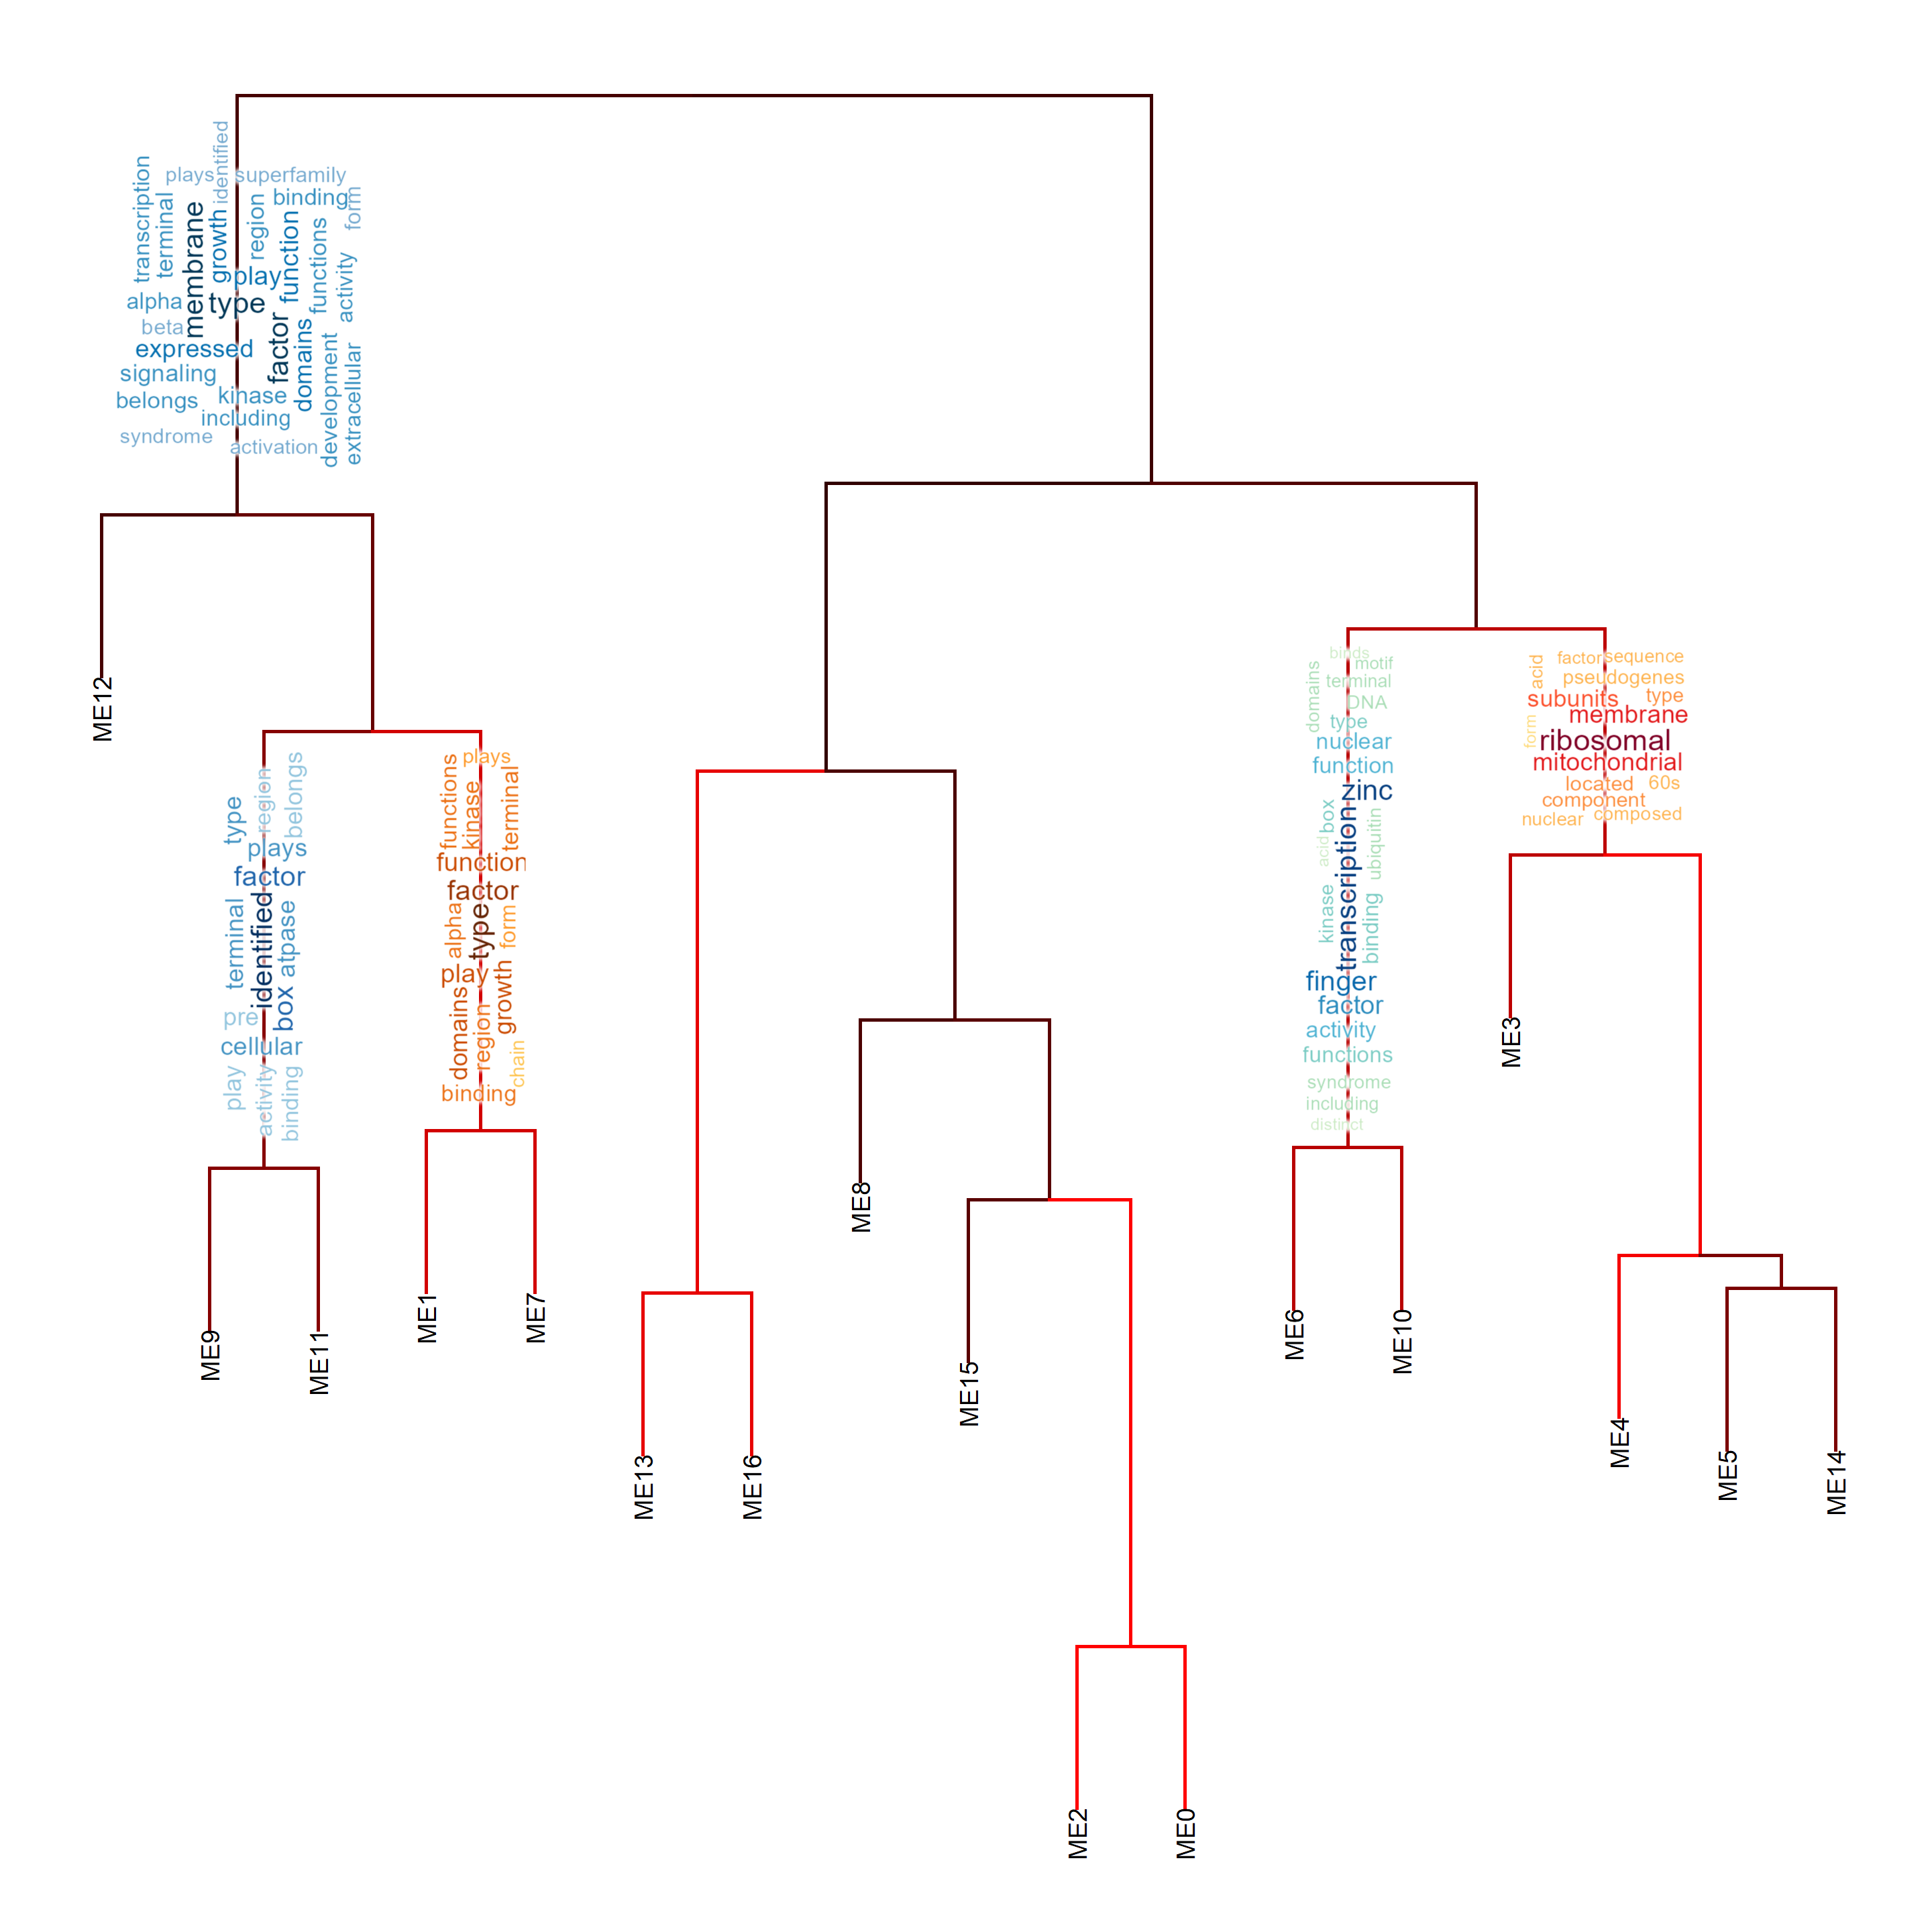 identified
plays superfamily
transcription
terminal
membrane
growth
region
binding
form
function
functions
activity
play
alpha type
beta
factor
domains
expressed
signaling
development
extracellular
belongs kinase
including
syndrome activation
ME12
type
region
belongs
plays
factor
terminal
identified
atpase
box
pre
cellular
play
activity
binding
ME9
ME11
plays
functions
kinase
terminal
function
factor
alpha
type
form
play
growth
domains
region
chain
binding
ME1
ME7
ME13
ME16
ME8
ME15
ME2
ME0
binds
motif
domains
terminal
DNA
type
nuclear
function
zinc
box
acid
transcription
ubiquitin
kinase
binding
finger
factor
activity
functions
syndrome
including
distinct
ME6
ME10
acid
factor sequence
pseudogenes
subunits type
membrane
form
ribosomal
mitochondrial
located 60s
component
nuclear composed
ME3
ME4
ME5
ME14